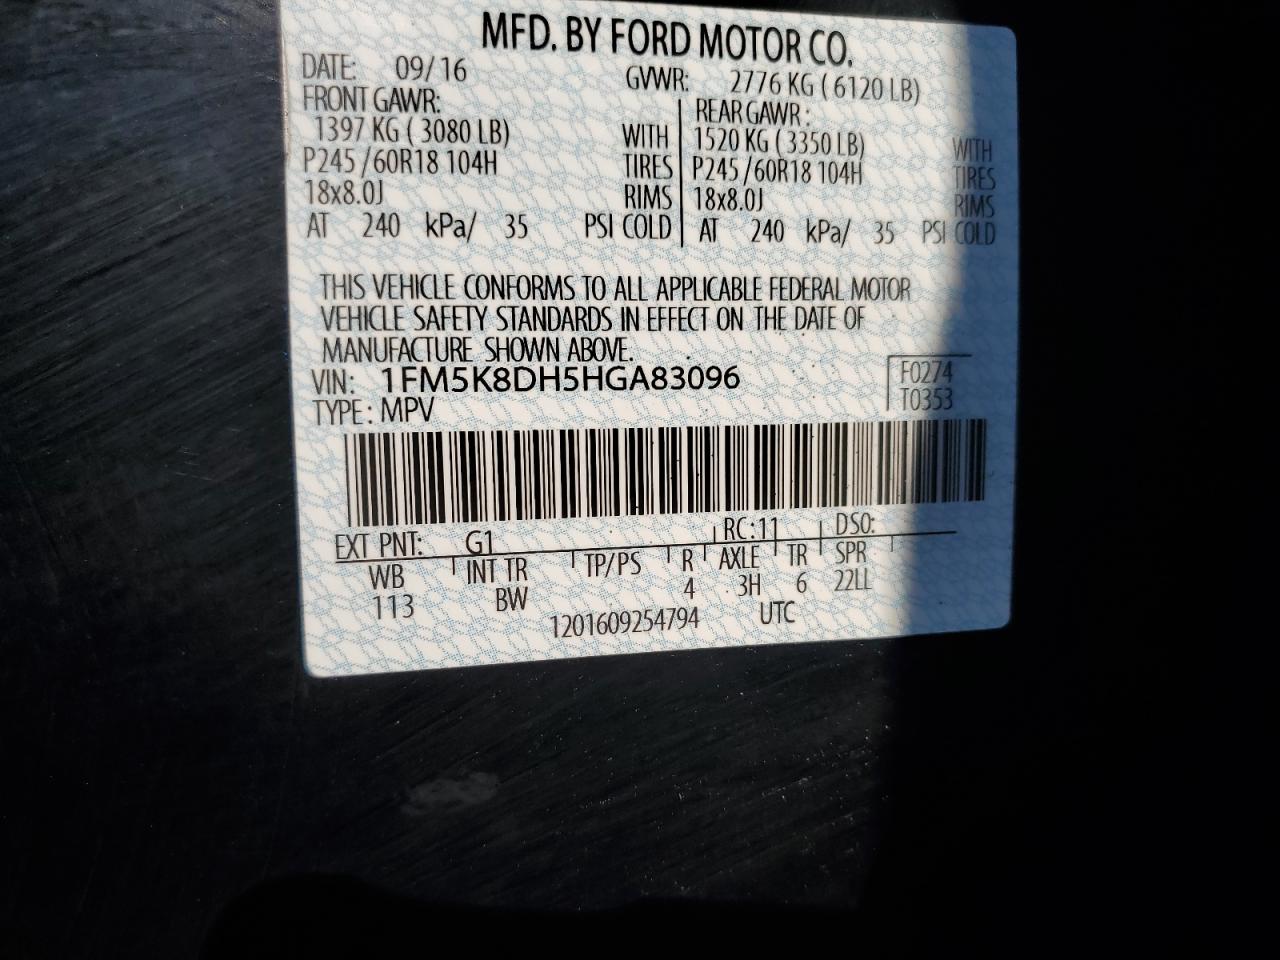 MFD. BY FORD MOTOR CO.
DATE: 09/16 GVWR: 2776 KG ( 6120 LB)
FRONT GAWR: REAR GAWR :
1397 KG ( 3080 LB) WITH 1520 KG ( 3350 LB) WITH
P245 /60R18 104H TIRES P245 /60R18 104H TIRES
18x8.0J RIMS 18x8.0J RIMS
AT 240 kPa/ 35 PSI COLD AT 240 kPa/ 35 PSI COLD
THIS VEHICLE CONFORMS TO ALL APPLICABLE FEDERAL MOTOR
VEHICLE SAFETY STANDARDS IN EFFECT ON THE DATE OF
MANUFACTURE SHOWN ABOVE.
VIN: 1FM5K8DH5HGA83096 F0274
TYPE: MPV T0353
EXT PNT: G1 RC: 11 DSO:
WB INT TR TP/PS R AXLE TR SPR
113 BW 4 3H 6 22LL
1201609254794 UTC